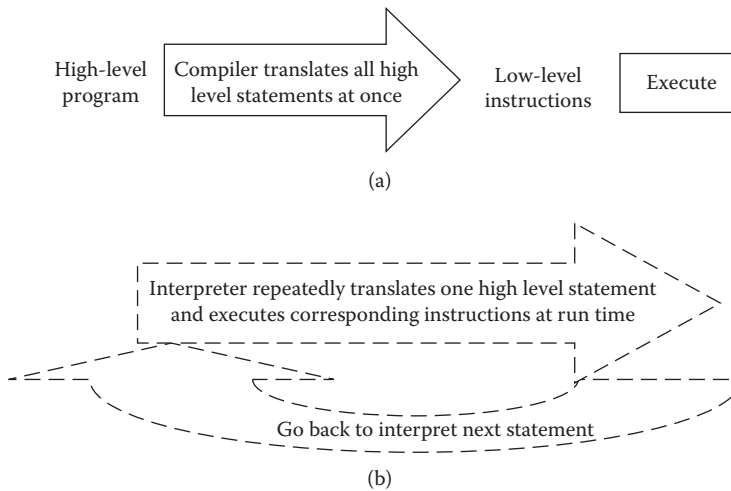 High-level
program
Compiler translates all high
level statements at once
Low-level
instructions
Execute
(a)
Interpreter repeatedly translates one high level statement
and executes corresponding instructions at run time
Go back to interpret next statement
(b)